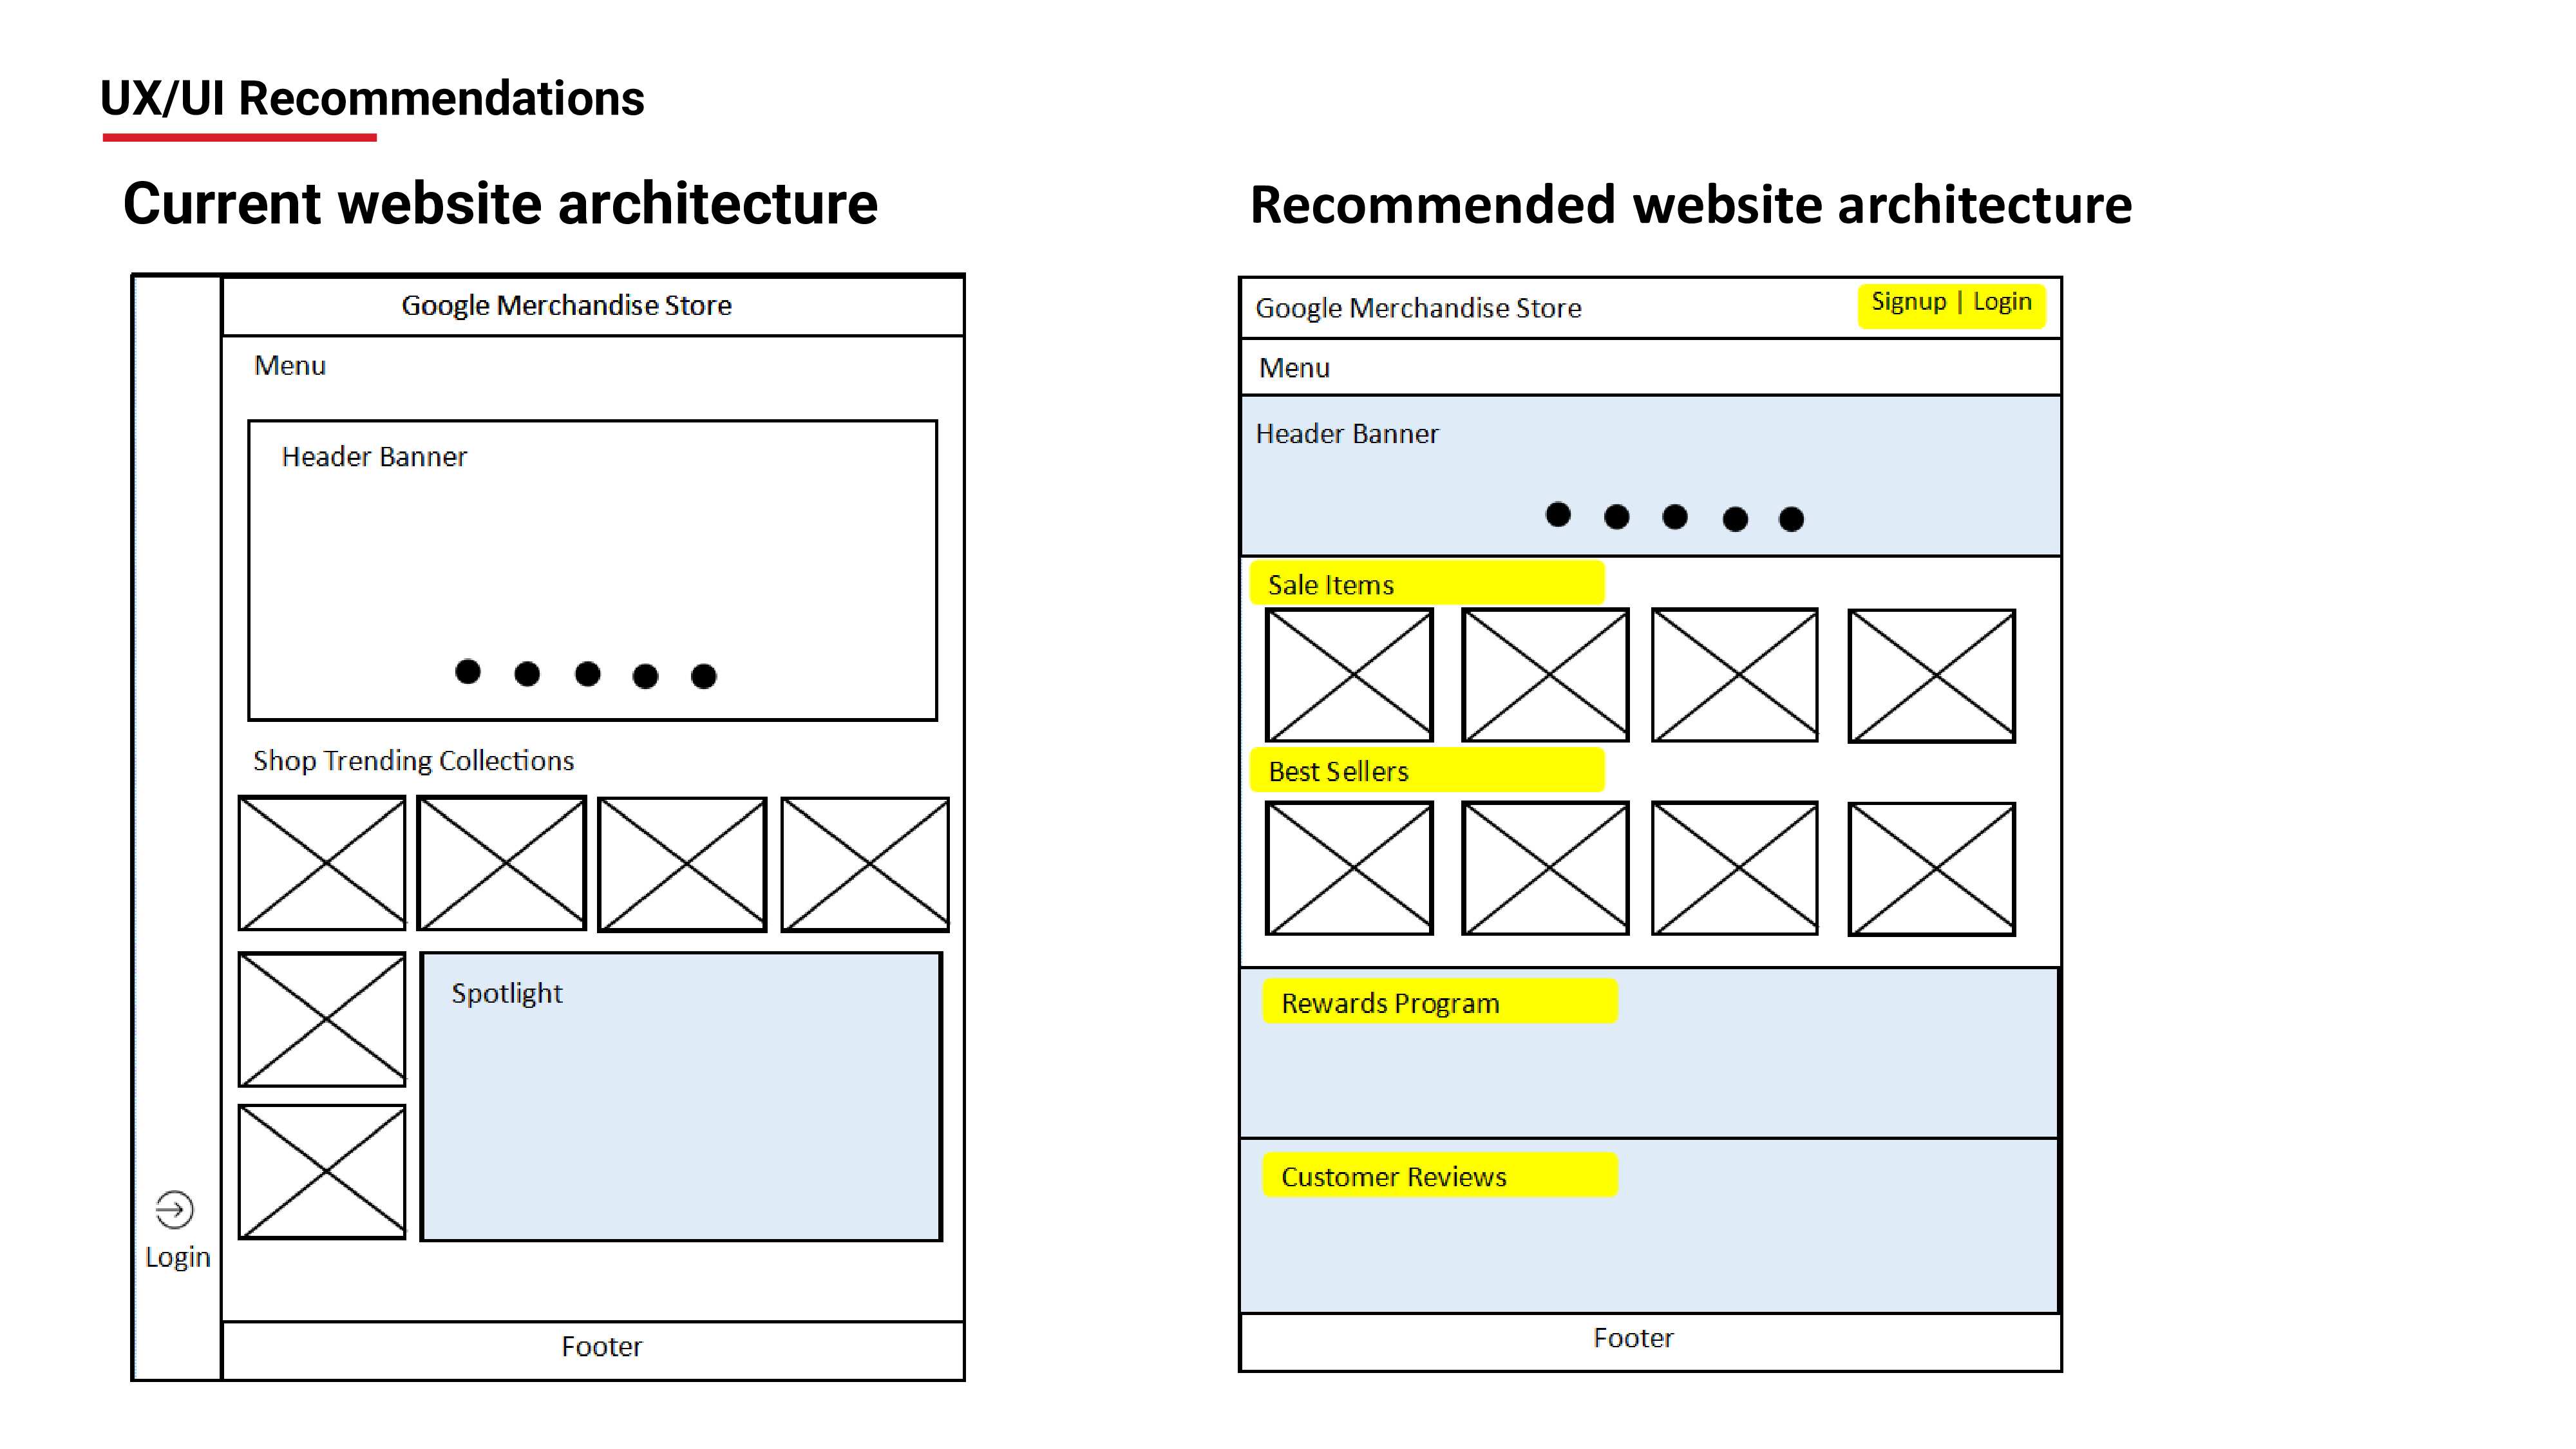 UX/UI Recommendations
Current website architecture
Google Merchandise Store
Menu
Header Banner
Shop Trending Collections
Spotlight
Login
Footer
Recommended website architecture
Google Merchandise Store
Signup | Login
Menu
Header Banner
Sale Items
Best Sellers
Rewards Program
Customer Reviews
Footer